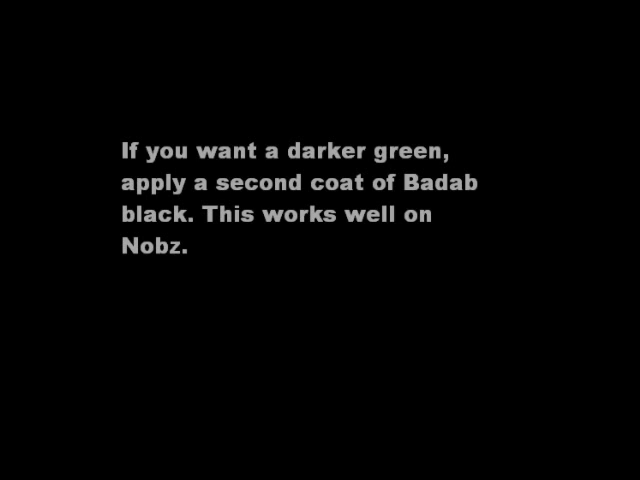 If you want a darker green,
apply a second coat of Badab
black. This works well on
Nobz.